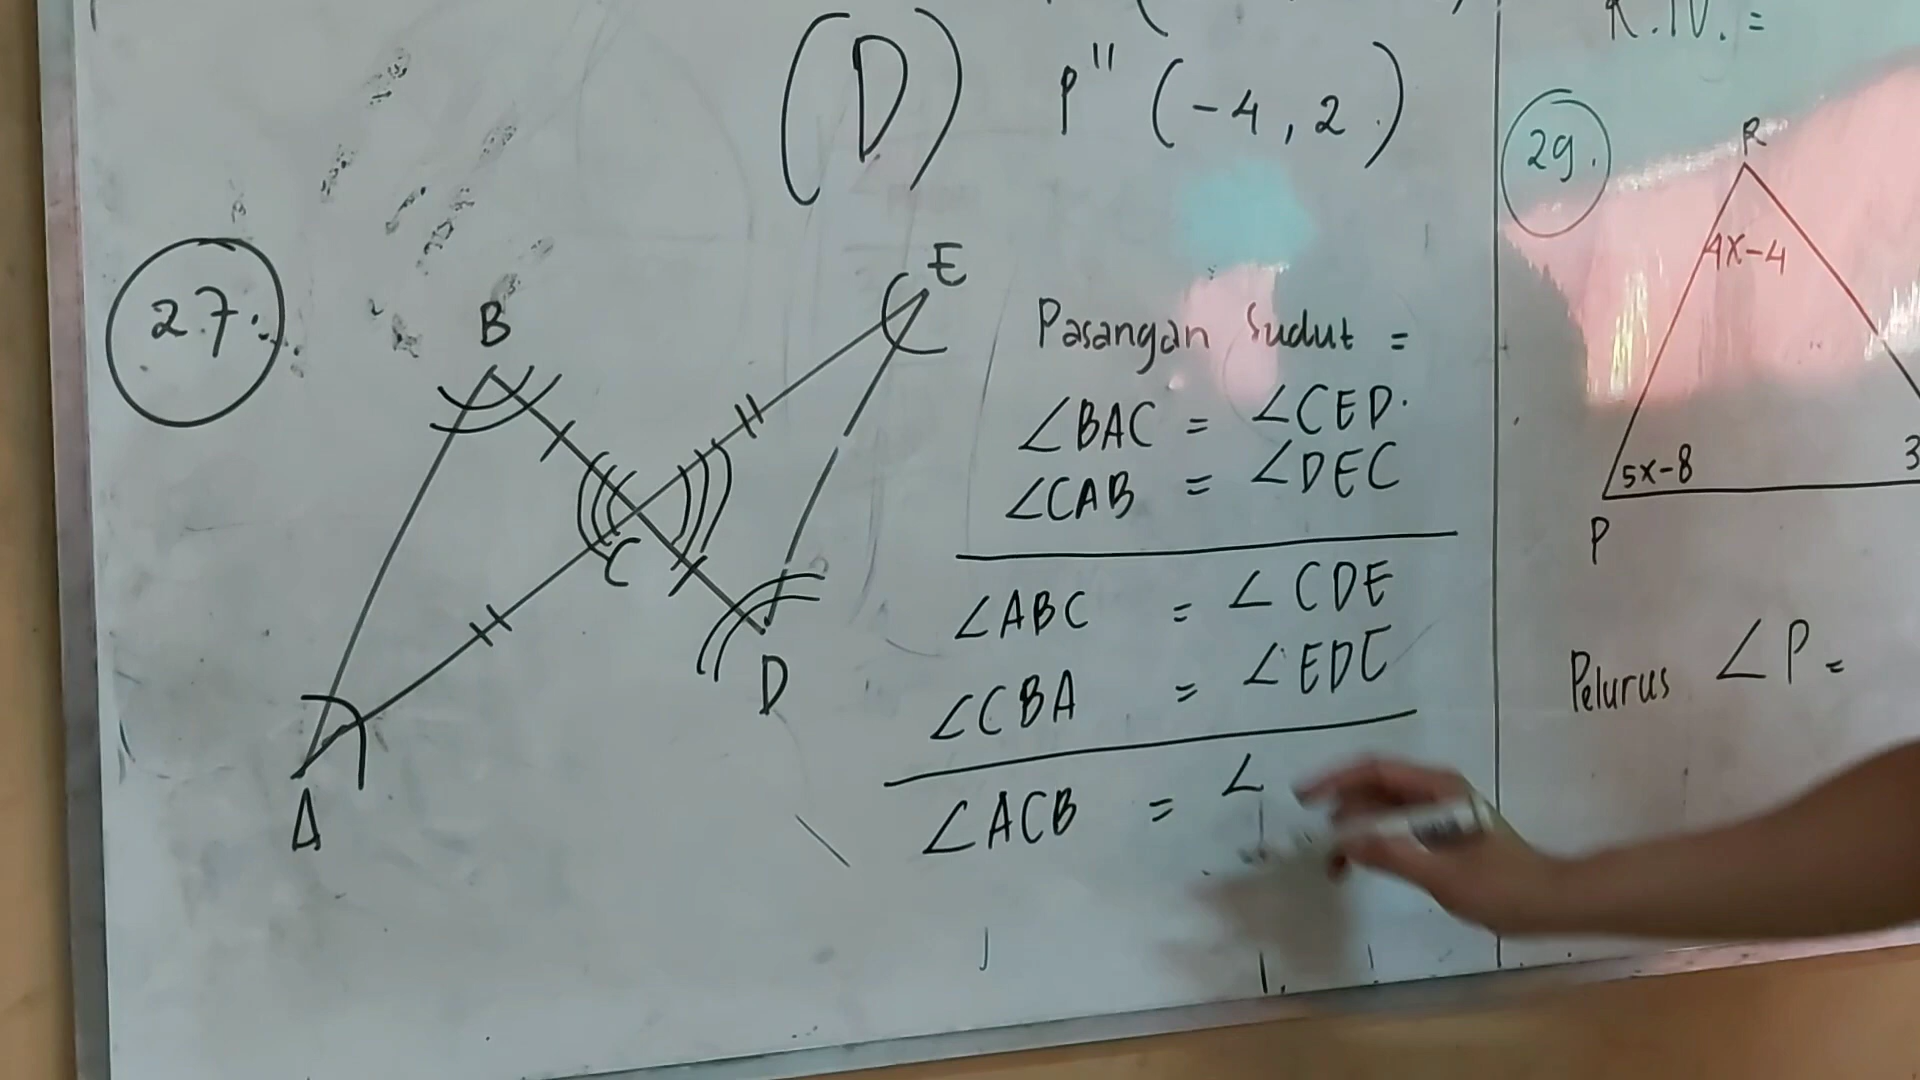 (D) P" (-4, 2)
27.
B
E
C
D
A
Pasangan Sudut =
∠BAC = ∠CED.
∠CAB = ∠DEC
∠ABC = ∠CDE
∠CBA = ∠EDC
∠ACB = ∠
29.
R
4x-4
5x-8
3
P
Pelurus ∠P =